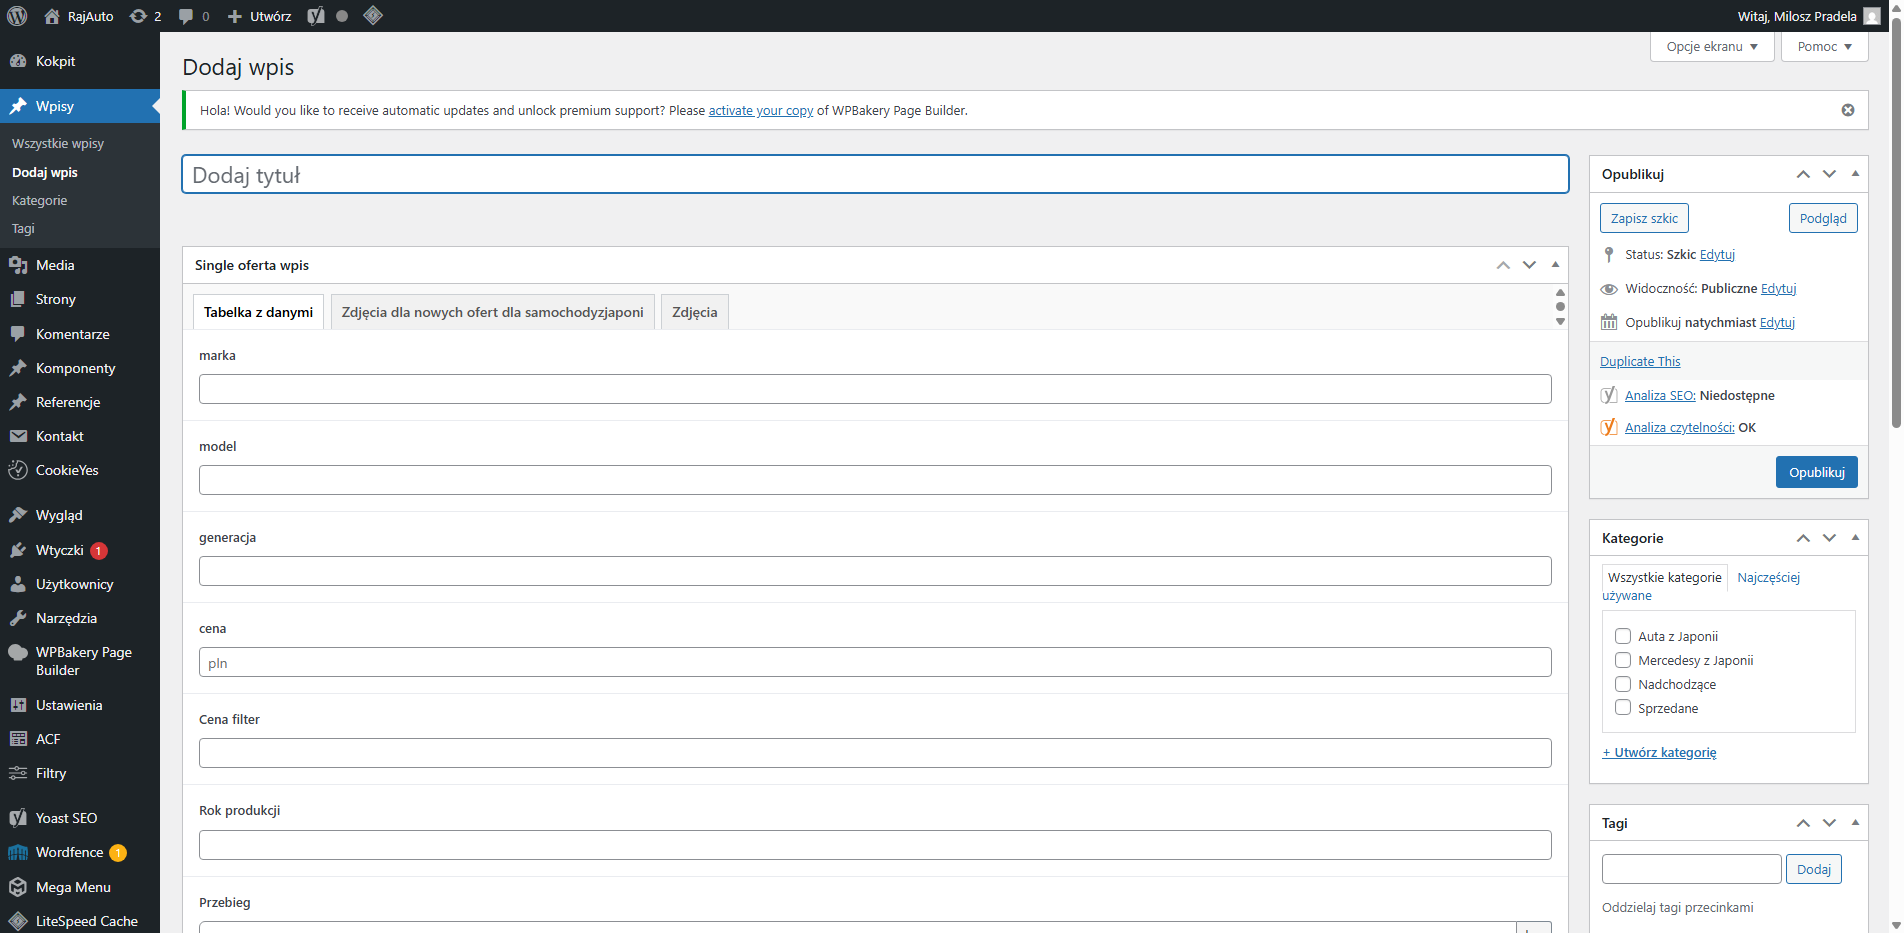 RajAuto
2
0
Utwórz
Witaj, Milosz Pradela
Kokpit
Wpisy
Wszystkie wpisy
Dodaj wpis
Kategorie
Tagi
Media
Strony
Komentarze
Komponenty
Referencje
Kontakt
CookieYes
Wygląd
Wtyczki 1
Użytkownicy
Narzędzia
WPBakery Page
Builder
Ustawienia
ACF
Filtry
Yoast SEO
Wordfence 1
Mega Menu
LiteSpeed Cache
Opcje ekranu
Pomoc
Dodaj wpis
Hola! Would you like to receive automatic updates and unlock premium support? Please activate your copy of WPBakery Page Builder.
Dodaj tytuł
Single oferta wpis
Tabelka z danymi
Zdjęcia dla nowych ofert dla samochodyzjaponi
Zdjęcia
marka
model
generacja
cena
pln
Cena filter
Rok produkcji
Przebieg
Opublikuj
Zapisz szkic
Podgląd
Status: Szkic Edytuj
Widoczność: Publiczne Edytuj
Opublikuj natychmiast Edytuj
Duplicate This
Analiza SEO: Niedostępne
Analiza czytelności: OK
Opublikuj
Kategorie
Wszystkie kategorie
Najczęściej
używane
Auta z Japonii
Mercedesy z Japonii
Nadchodzące
Sprzedane
+ Utwórz kategorię
Tagi
Dodaj
Oddzielaj tagi przecinkami